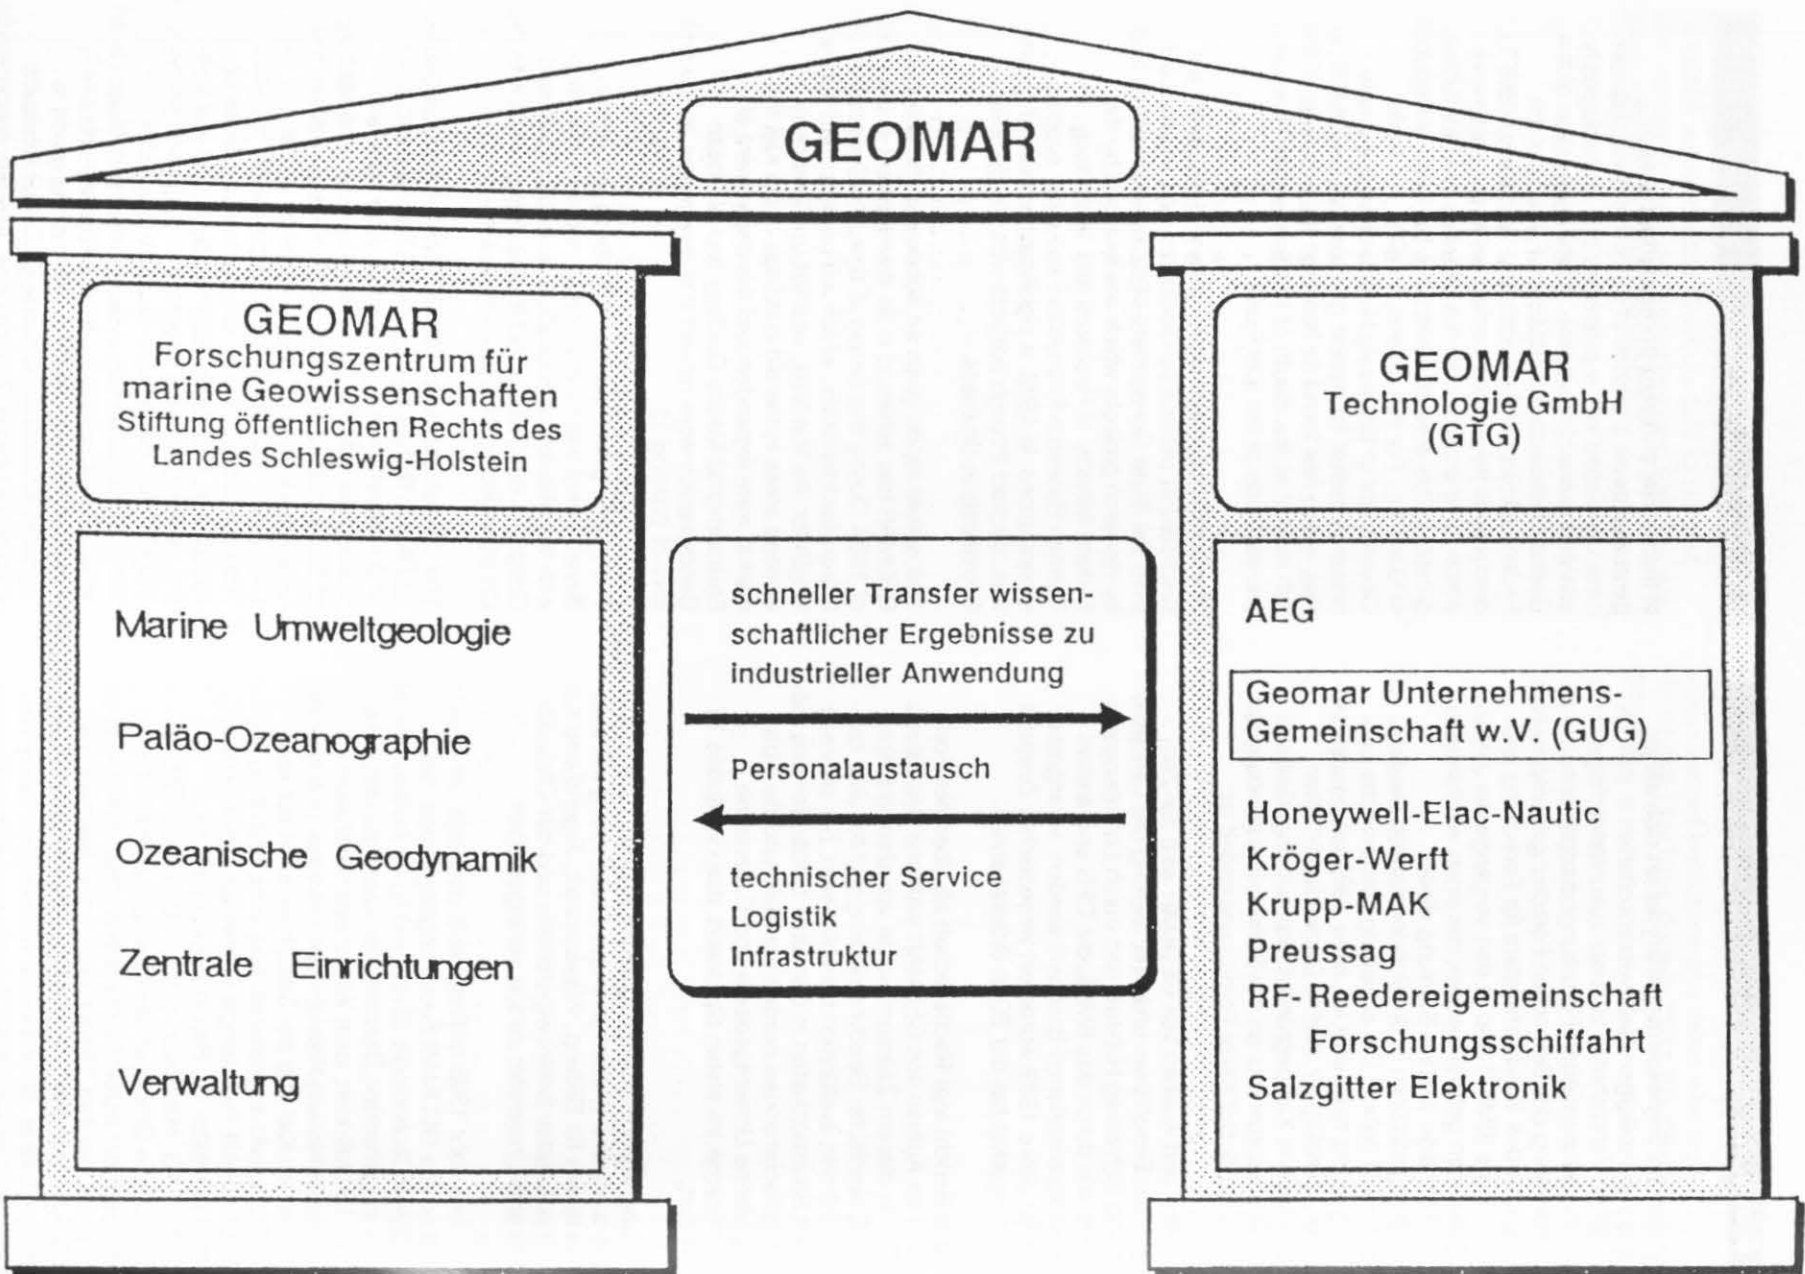 GEOMAR
GEOMAR
Forschungszentrum für
marine Geowissenschaften
Stiftung öffentlichen Rechts des
Landes Schleswig-Holstein
Marine Umweltgeologie
Paläo-Ozeanographie
Ozeanische Geodynamik
Zentrale Einrichtungen
Verwaltung
schneller Transfer wissen-
schaftlicher Ergebnisse zu
industrieller Anwendung
Personalaustausch
technischer Service
Logistik
Infrastruktur
GEOMAR
Technologie GmbH
(GTG)
AEG
Geomar Unternehmens-
Gemeinschaft w.V. (GUG)
Honeywell-Elac-Nautic
Kröger-Werft
Krupp-MAK
Preussag
RF- Reedereigemeinschaft
Forschungsschiffahrt
Salzgitter Elektronik